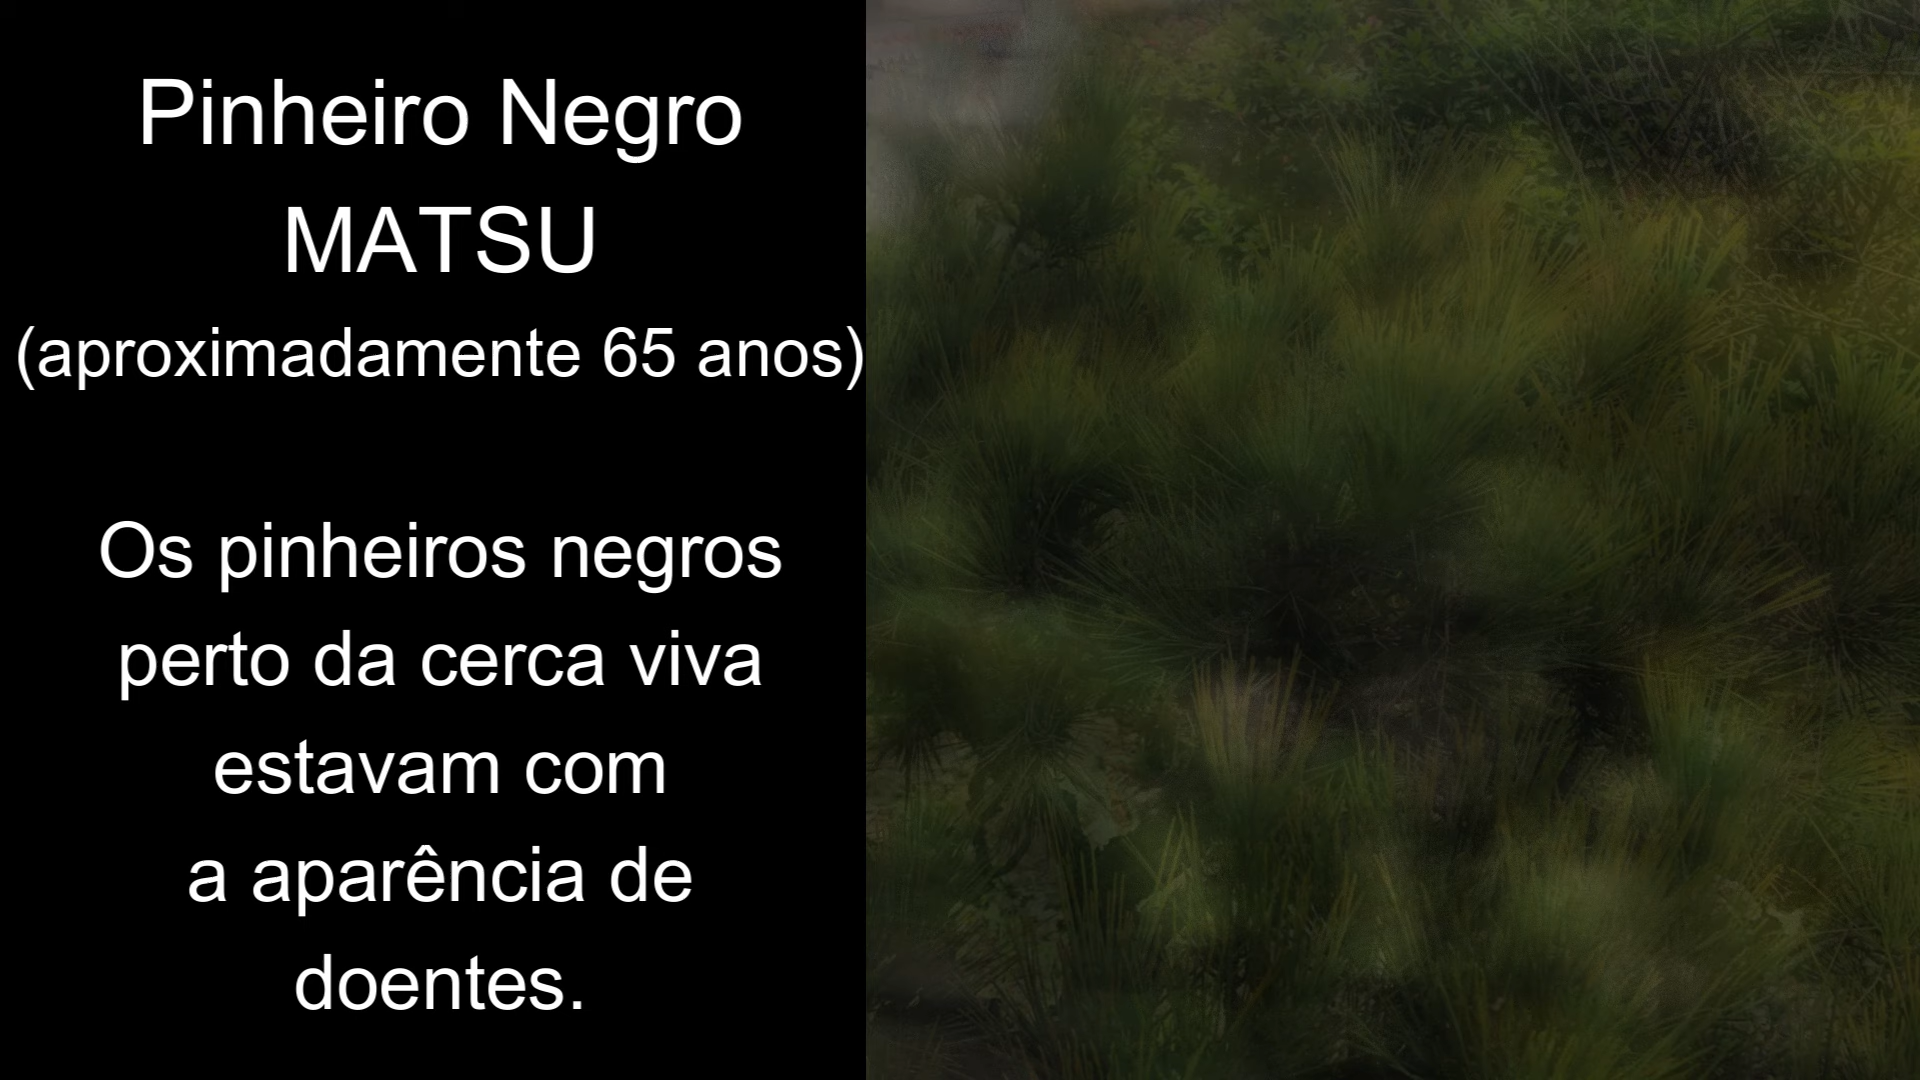 Pinheiro Negro
MATSU
(aproximadamente 65 anos)
Os pinheiros negros
perto da cerca viva
estavam com
a aparência de
doentes.